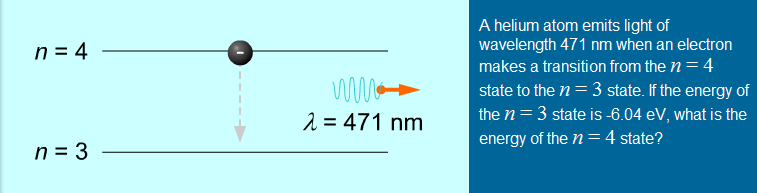 n = 4
-
λ = 471 nm
n = 3
A helium atom emits light of
wavelength 471 nm when an electron
makes a transition from the n = 4
state to the n = 3 state. If the energy of
the n = 3 state is -6.04 eV, what is the
energy of the n = 4 state?